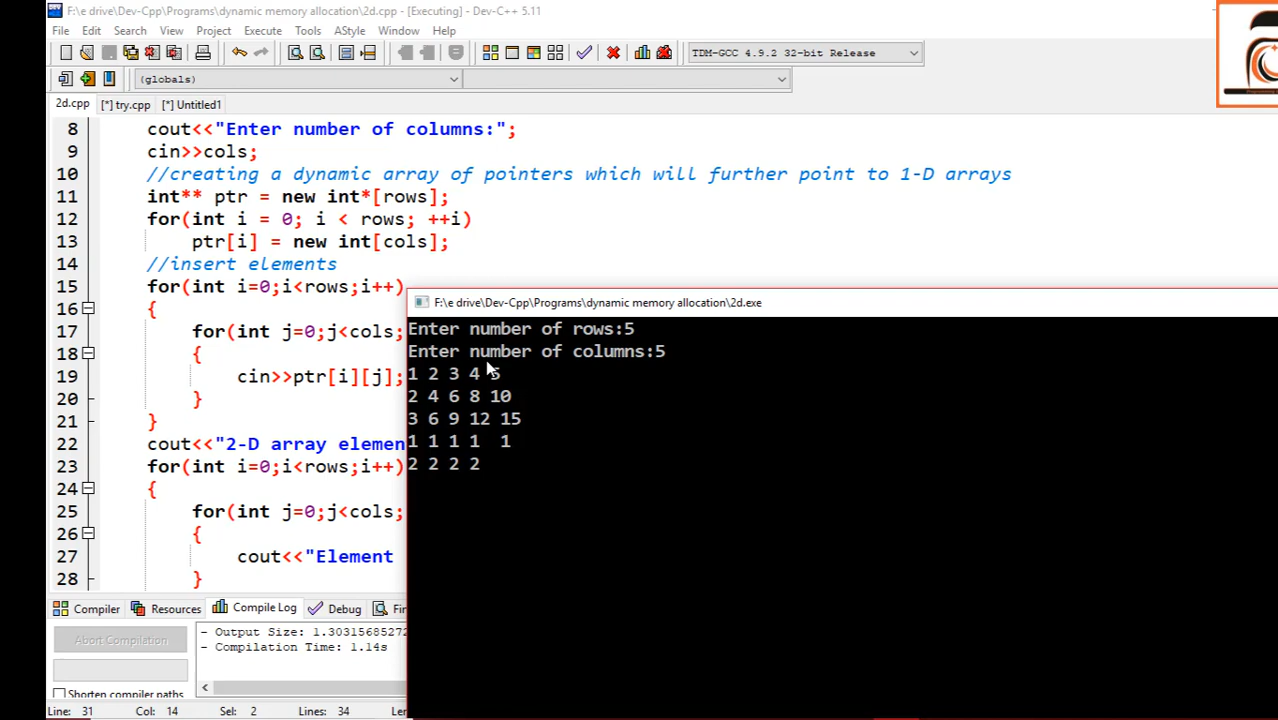 F:\e drive\Dev-Cpp\Programs\dynamic memory allocation\2d.cpp - [Executing] - Dev-C++ 5.11
File Edit Search View Project Execute Tools AStyle Window Help
TDM-GCC 4.9.2 32-bit Release
(globals)
2d.cpp [*] try.cpp [*] Untitled1
8 cout<<"Enter number of columns:";
9 cin>>cols;
10 //creating a dynamic array of pointers which will further point to 1-D arrays
11 int** ptr = new int*[rows];
12 for(int i = 0; i < rows; ++i)
13 ptr[i] = new int[cols];
14 //insert elements
15 for(int i=0;i<rows;i++)
16 {
17 for(int j=0;j<cols;
18 {
19 cin>>ptr[i][j];
20 }
21 }
22 cout<<"2-D array elemen
23 for(int i=0;i<rows;i++)
24 {
25 for(int j=0;j<cols;
26 {
27 cout<<"Element
28 }
F:\e drive\Dev-Cpp\Programs\dynamic memory allocation\2d.exe
Enter number of rows:5
Enter number of columns:5
1 2 3 4 5
2 4 6 8 10
3 6 9 12 15
1 1 1 1 1
2 2 2 2
Compiler Resources Compile Log Debug Fin
Abort Compilation
Shorten compiler paths
- Output Size: 1.30315685272
- Compilation Time: 1.14s
Line: 31 Col: 14 Sel: 2 Lines: 34 Len